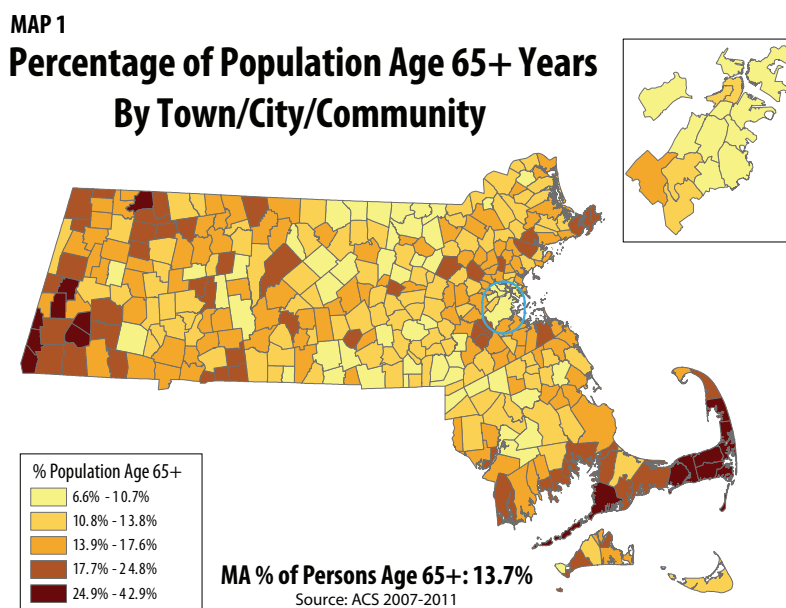 MAP 1
Percentage of Population Age 65+ Years
By Town/City/Community
% Population Age 65+
6.6% - 10.7%
10.8% - 13.8%
13.9% - 17.6%
17.7% - 24.8%
24.9% - 42.9%
MA % of Persons Age 65+: 13.7%
Source: ACS 2007-2011